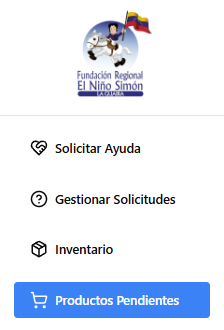 Fundación Regional
El Niño Simón
LA GUAIRA
Solicitar Ayuda
Gestionar Solicitudes
Inventario
Productos Pendientes